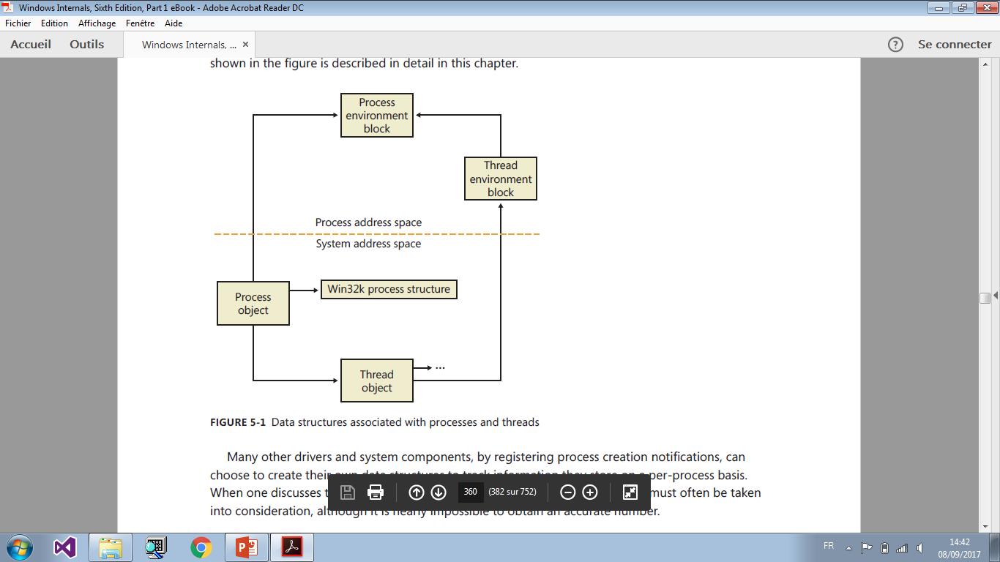 Windows Internals, Sixth Edition, Part 1 eBook - Adobe Acrobat Reader DC
Fichier Edition Affichage Fenêtre Aide
Accueil Outils Windows Internals, ... × ? Se connecter
shown in the figure is described in detail in this chapter.
Process
environment
block
Thread
environment
block
Process address space
System address space
Process
object
Win32k process structure
Thread
object
...
FIGURE 5-1 Data structures associated with processes and threads
Many other drivers and system components, by registering process creation notifications, can
choose to create their own data structures to track information they store on a per-process basis.
When one discusses must often be taken
into consideration, although it is nearly impossible to obtain an accurate number.
360 (382 sur 752)
FR 14:42
08/09/2017